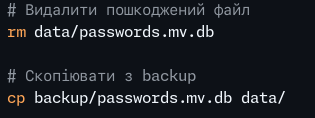 # Видалити пошкоджений файл
rm data/passwords.mv.db

# Скопіювати з backup
cp backup/passwords.mv.db data/